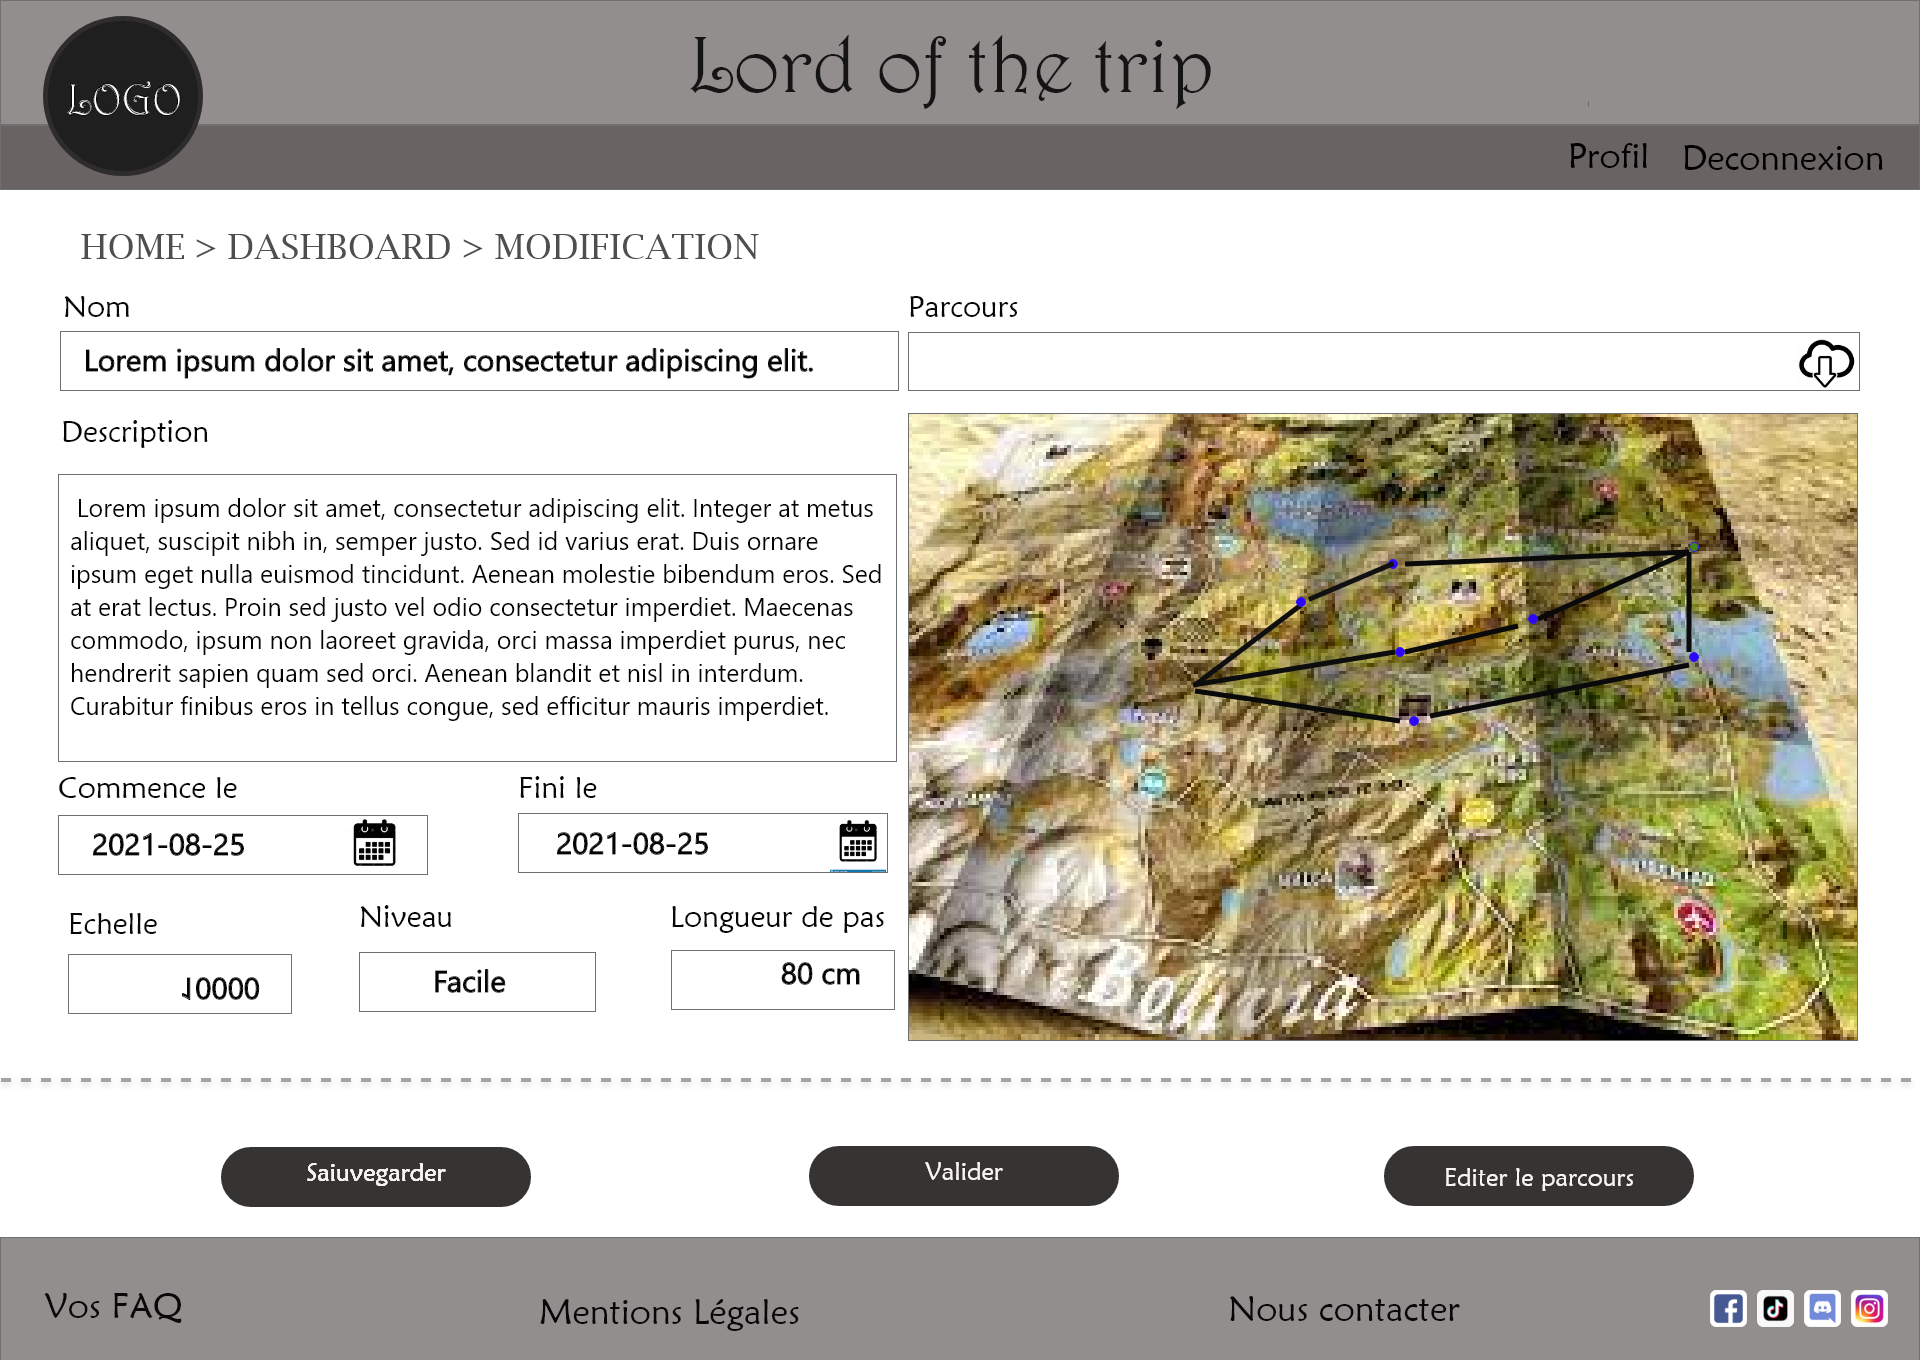 Lord of the trip
LOGO
Profil
Deconnexion
HOME > DASHBOARD > MODIFICATION
Nom
Lorem ipsum dolor sit amet, consectetur adipiscing elit.
Parcours
Description
Lorem ipsum dolor sit amet, consectetur adipiscing elit. Integer at metus
aliquet, suscipit nibh in, semper justo. Sed id varius erat. Duis ornare
ipsum eget nulla euismod tincidunt. Aenean molestie bibendum eros. Sed
at erat lectus. Proin sed justo vel odio consectetur imperdiet. Maecenas
commodo, ipsum non laoreet gravida, orci massa imperdiet purus, nec
hendrerit sapien quam sed orci. Aenean blandit et nisl in interdum.
Curabitur finibus eros in tellus congue, sed efficitur mauris imperdiet.
Commence le
2021-08-25
Fini le
2021-08-25
Echelle
10000
Niveau
Facile
Longueur de pas
80 cm
Saiuvegarder
Valider
Editer le parcours
Vos FAQ
Mentions Légales
Nous contacter